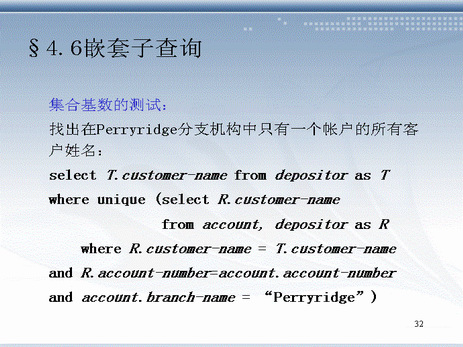 §4.6嵌套子查询
集合基数的测试：
找出在Perryridge分支机构中只有一个帐户的所有客
户姓名：
select T.customer-name from depositor as T
where unique (select R.customer-name
from account, depositor as R
where R.customer-name = T.customer-name
and R.account-number=account.account-number
and account.branch-name = “Perryridge”)
32